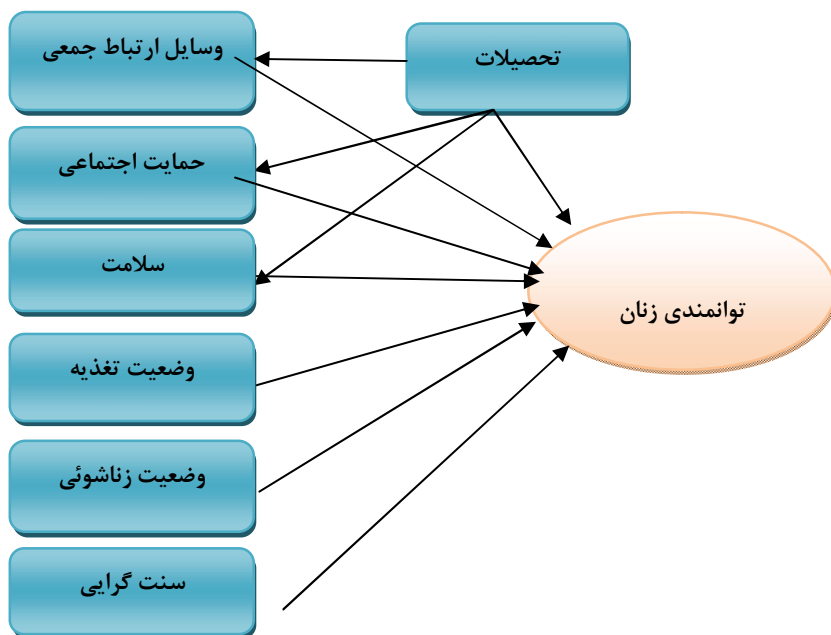 تحصیلات
وسایل ارتباط جمعی
حمایت اجتماعی
سلامت
توانمندی زنان
وضعیت تغذیه
وضعیت زناشوئی
سنت گرایی